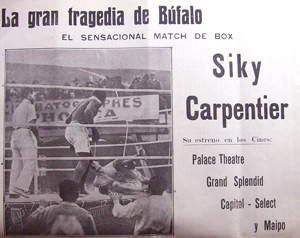 La gran tragedia de Búfalo
EL SENSACIONAL MATCH DE BOX
Siky
Carpentier
Su estreno en los Cines:
Palace Theatre
Grand Splendid
Capitol - Select
y Maipo